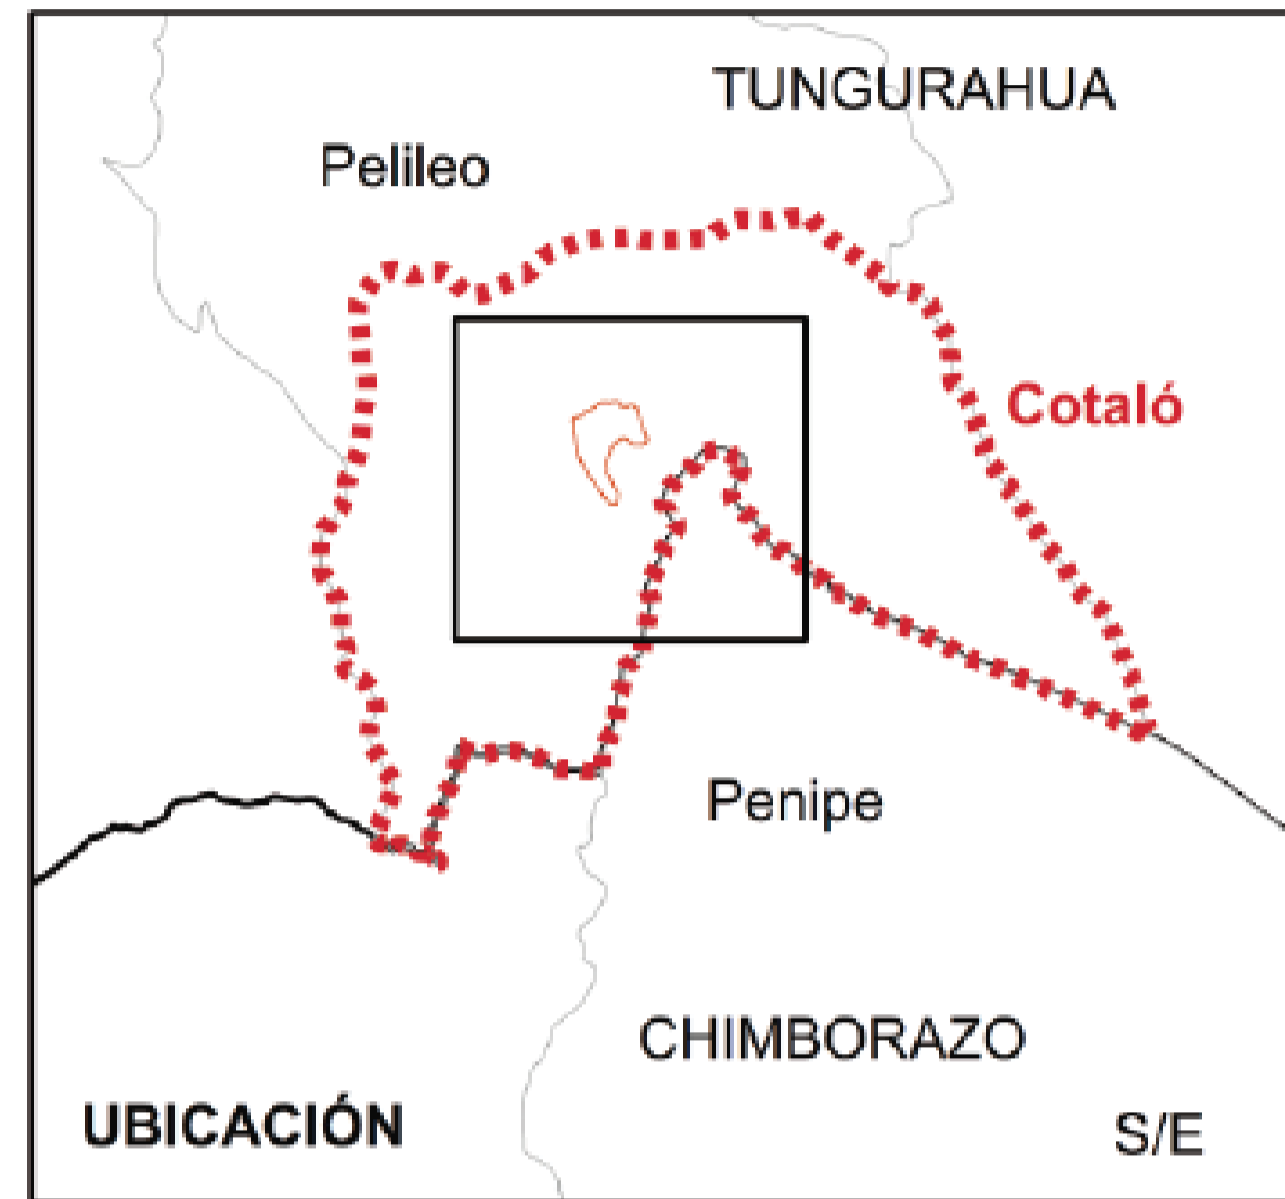 TUNGURAHUA
Pelileo
Cotaló
Penipe
CHIMBORAZO
UBICACIÓN
S/E